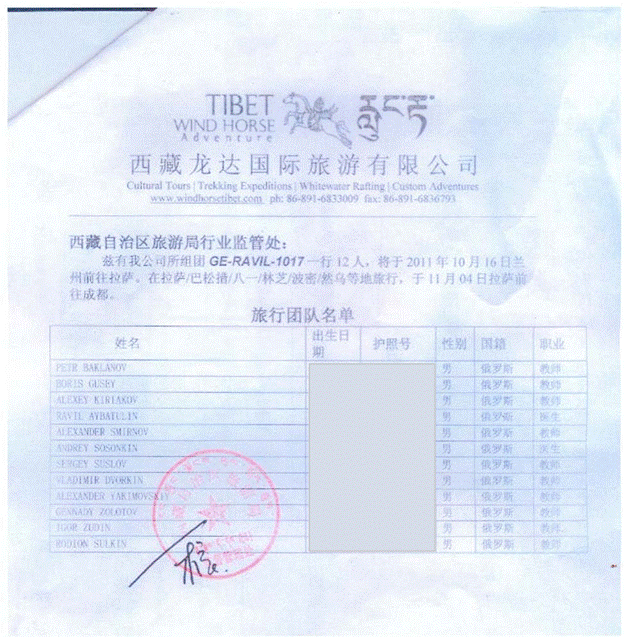 TIBET
WIND HORSE
Adventure
西藏龙达国际旅游有限公司
Cultural Tours | Trekking Expeditions | Whitewater Rafting | Custom Adventures
www.windhorsetibet.com ph: 86-891-6833009 fax: 86-891-6836793
西藏自治区旅游局行业监管处：
兹有我公司所组团 GE-RAVIL-1017 一行 12 人，将于 2011 年 10 月 16 日兰
州前往拉萨。在拉萨/巴松措/八一/林芝/波密/然乌等地旅行，于 11 月 04 日拉萨前
往成都。
旅行团队名单
姓名 出生日期 护照号 性别 国籍 职业
PETR BAKLANOV 男 俄罗斯 教师
BORIS GUSEV 男 俄罗斯 教师
ALEXEY KIRIAKOV 男 俄罗斯 教师
RAVIL AYBATULIN 男 俄罗斯 医生
ALEXANDER SMIRNOV 男 俄罗斯 教师
ANDREY SOSONKIN 男 俄罗斯 医生
SERGEY SUSLOV 男 俄罗斯 教师
VLADIMIR DVORKIN 男 俄罗斯 教师
ALEXANDER YAKIMOVSKIY 男 俄罗斯 教师
GENNADY ZOLOTOV 男 俄罗斯 教师
IGOR ZUDIN 男 俄罗斯 教师
RODION SULKIN 男 俄罗斯 教师